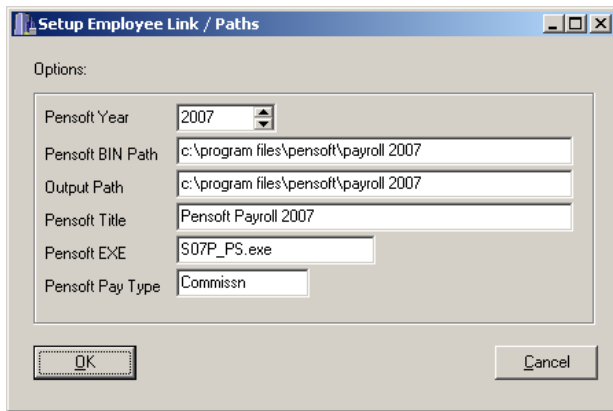 Setup Employee Link / Paths
Options:
Pensoft Year 2007
Pensoft BIN Path c:\program files\pensoft\payroll 2007
Output Path c:\program files\pensoft\payroll 2007
Pensoft Title Pensoft Payroll 2007
Pensoft EXE S07P_PS.exe
Pensoft Pay Type Commissn
OK Cancel